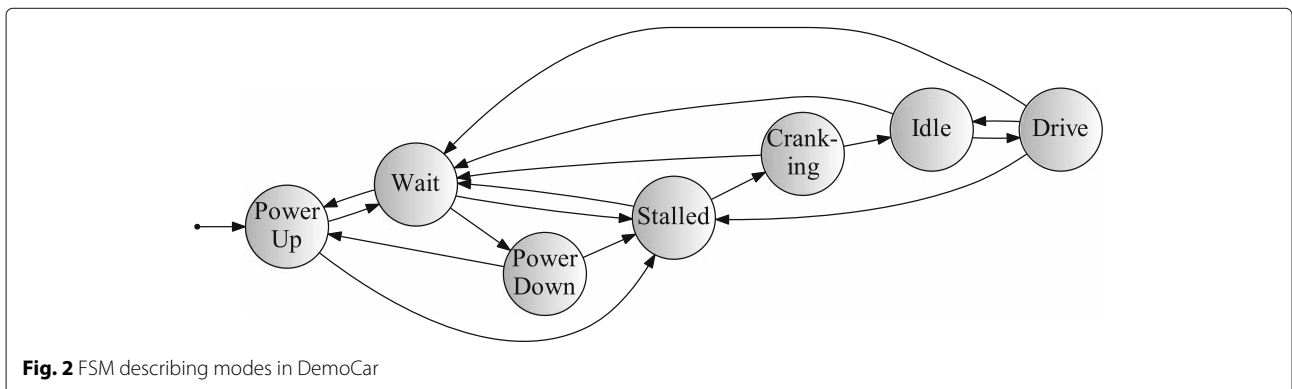 Idle
Drive
Crank-
ing
Wait
Power
Up
Stalled
Power
Down
Fig. 2 FSM describing modes in DemoCar